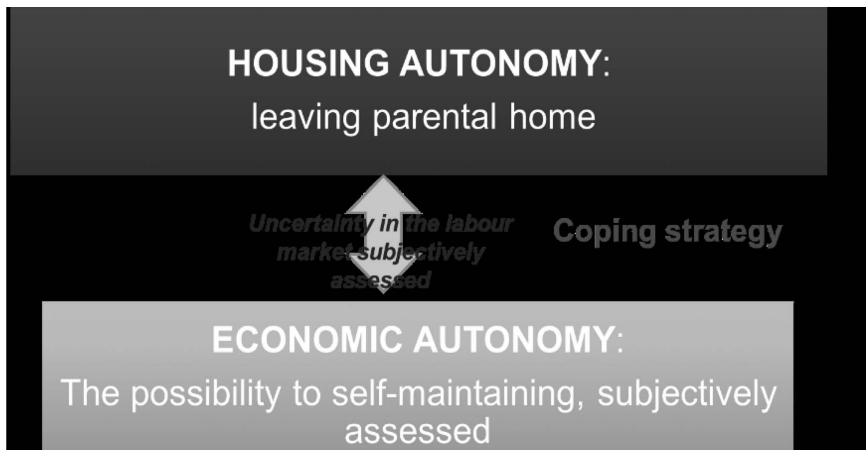 HOUSING AUTONOMY:
leaving parental home
Uncertainty in the labour
market subjectively
assessed
Coping strategy
ECONOMIC AUTONOMY:
The possibility to self-maintaining, subjectively
assessed